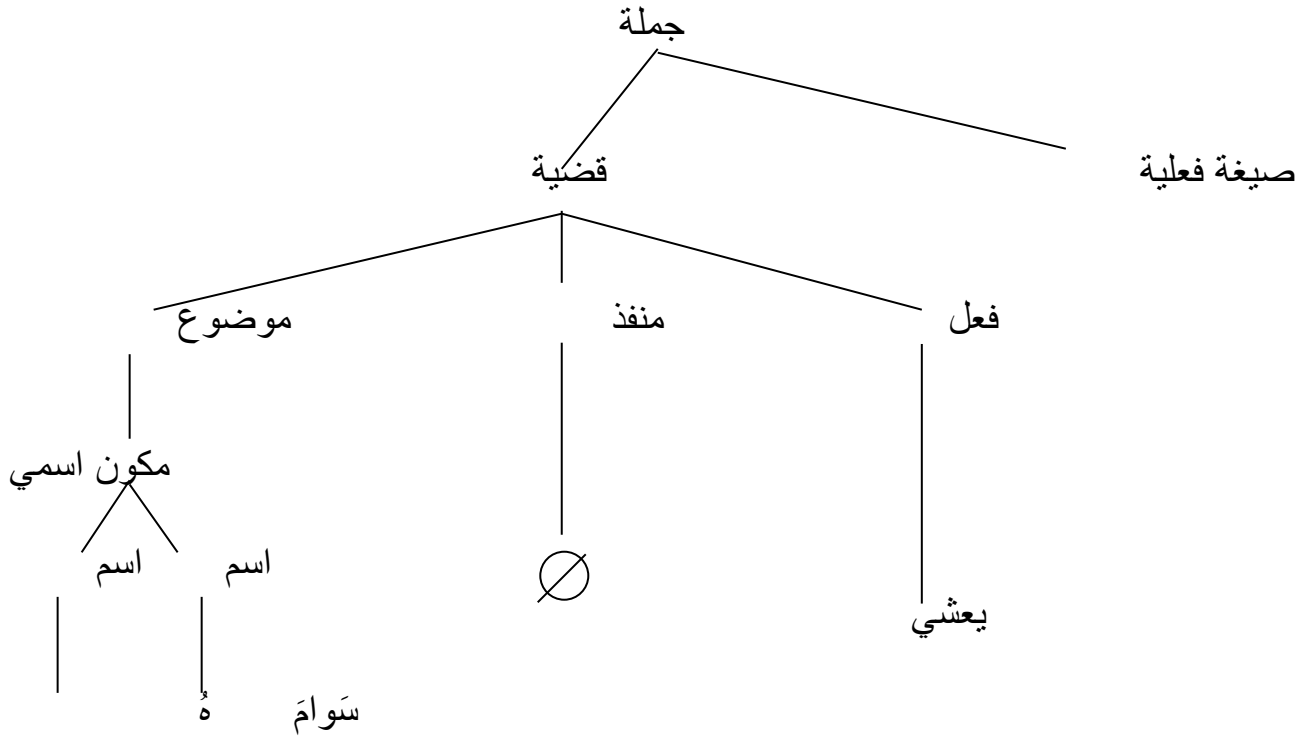 جملة
صيغة فعلية قضية
فعل منفذ موضوع
مكون اسمي
اسم اسم
∅
يعشي
سَوامَ هُ